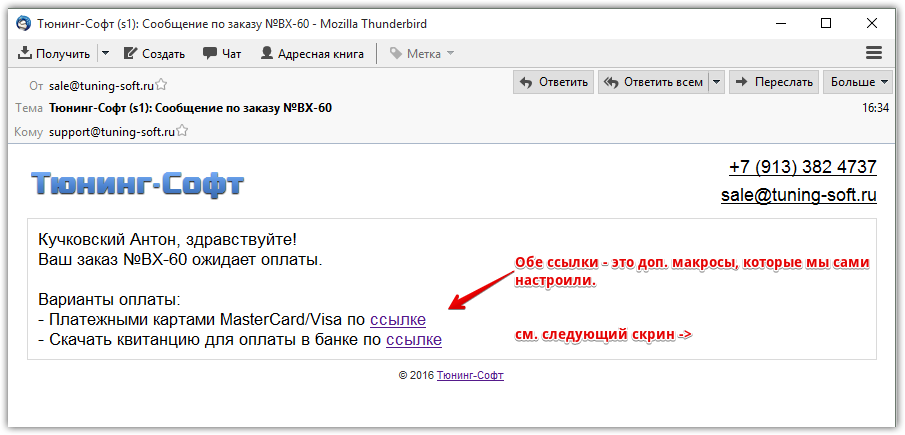 Тюнинг-Софт (s1): Сообщение по заказу №BX-60 - Mozilla Thunderbird
Получить Создать Чат Адресная книга Метка
От sale@tuning-soft.ru Ответить Ответить всем Переслать Больше
Тема Тюнинг-Софт (s1): Сообщение по заказу №BX-60 16:34
Кому support@tuning-soft.ru
Тюнинг-Софт
+7 (913) 382 4737
sale@tuning-soft.ru
Кучковский Антон, здравствуйте!
Ваш заказ №BX-60 ожидает оплаты.
Варианты оплаты:
- Платежными картами MasterCard/Visa по ссылке
- Скачать квитанцию для оплаты в банке по ссылке
Обе ссылки - это доп. макросы, которые мы сами
настроили.
см. следующий скрин ->
© 2016 Тюнинг-Софт